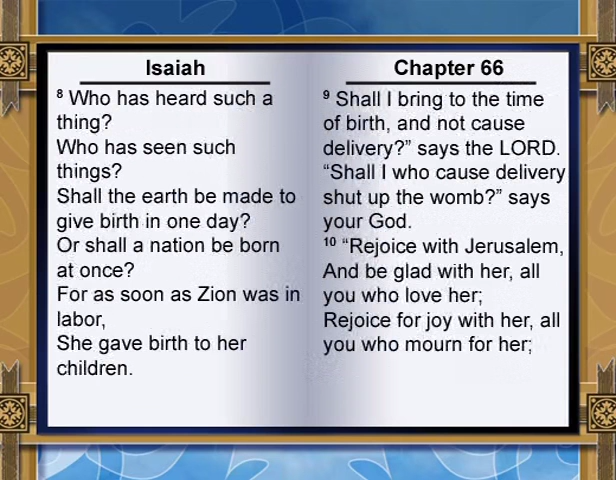 Isaiah
8 Who has heard such a
thing?
Who has seen such
things?
Shall the earth be made to
give birth in one day?
Or shall a nation be born
at once?
For as soon as Zion was in
labor,
She gave birth to her
children.
Chapter 66
9 Shall I bring to the time
of birth, and not cause
delivery?” says the LORD.
“Shall I who cause delivery
shut up the womb?” says
your God.
10 “Rejoice with Jerusalem,
And be glad with her, all
you who love her;
Rejoice for joy with her, all
you who mourn for her;